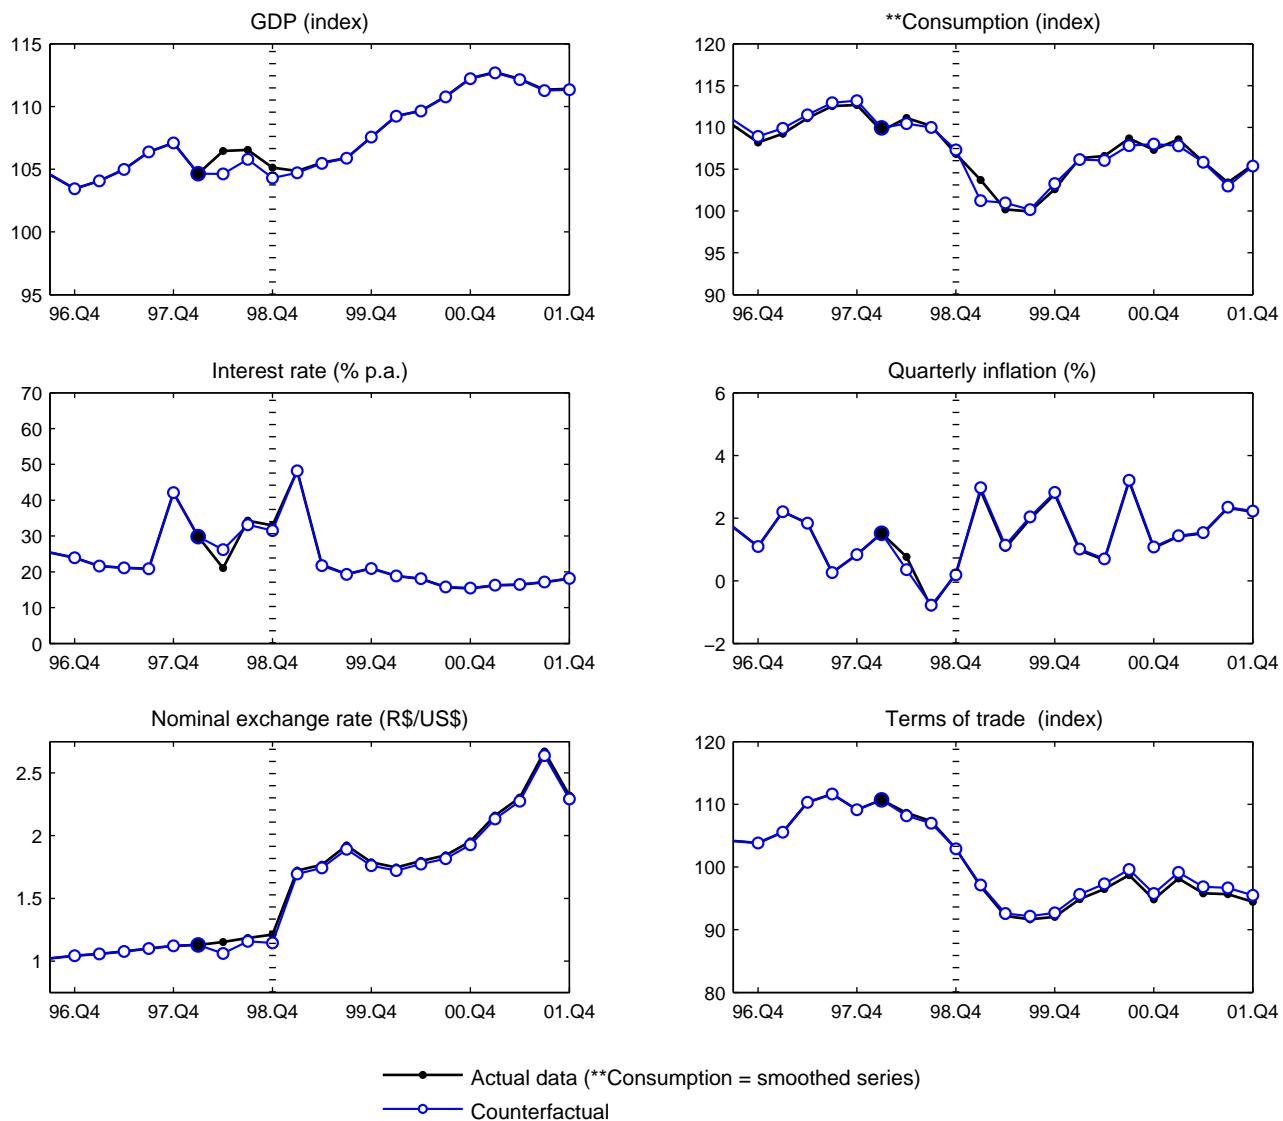 GDP (index)
115
110
105
100
95
96.Q4 97.Q4 98.Q4 99.Q4 00.Q4 01.Q4
**Consumption (index)
120
115
110
105
100
95
90
96.Q4 97.Q4 98.Q4 99.Q4 00.Q4 01.Q4
Interest rate (% p.a.)
70
60
50
40
30
20
10
0
96.Q4 97.Q4 98.Q4 99.Q4 00.Q4 01.Q4
Quarterly inflation (%)
6
4
2
0
−2
96.Q4 97.Q4 98.Q4 99.Q4 00.Q4 01.Q4
Nominal exchange rate (R$/US$)
2.5
2
1.5
1
96.Q4 97.Q4 98.Q4 99.Q4 00.Q4 01.Q4
Terms of trade (index)
120
110
100
90
80
96.Q4 97.Q4 98.Q4 99.Q4 00.Q4 01.Q4
Actual data (**Consumption = smoothed series)
Counterfactual